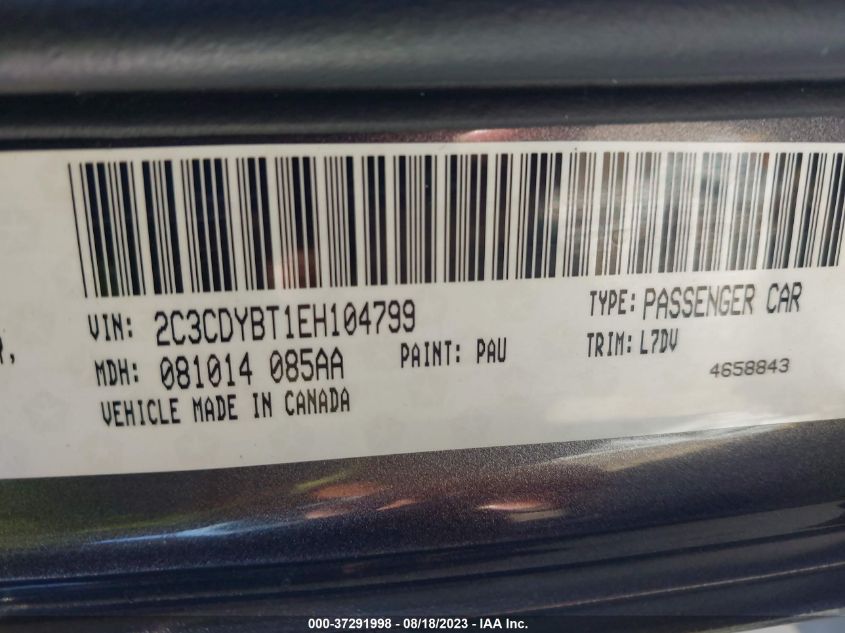 VIN: 2C3CDYBT1EH104799
TYPE: PASSENGER CAR
MDH: 081014 085AA
PAINT: PAU
TRIM: L7DV
4658843
VEHICLE MADE IN CANADA
000-37291998 - 08/18/2023 - IAA Inc.